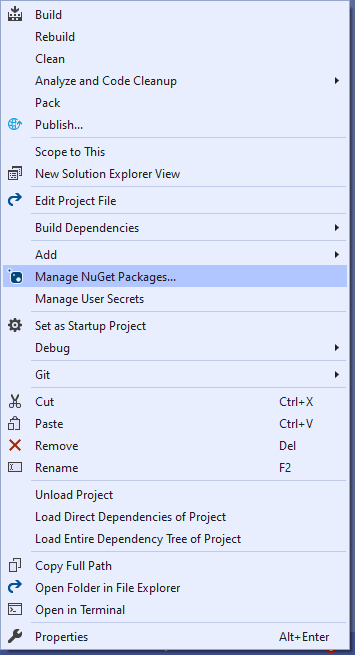 Build
Rebuild
Clean
Analyze and Code Cleanup
Pack
Publish...
Scope to This
New Solution Explorer View
Edit Project File
Build Dependencies
Add
Manage NuGet Packages...
Manage User Secrets
Set as Startup Project
Debug
Git
Cut Ctrl+X
Paste Ctrl+V
Remove Del
Rename F2
Unload Project
Load Direct Dependencies of Project
Load Entire Dependency Tree of Project
Copy Full Path
Open Folder in File Explorer
Open in Terminal
Properties Alt+Enter